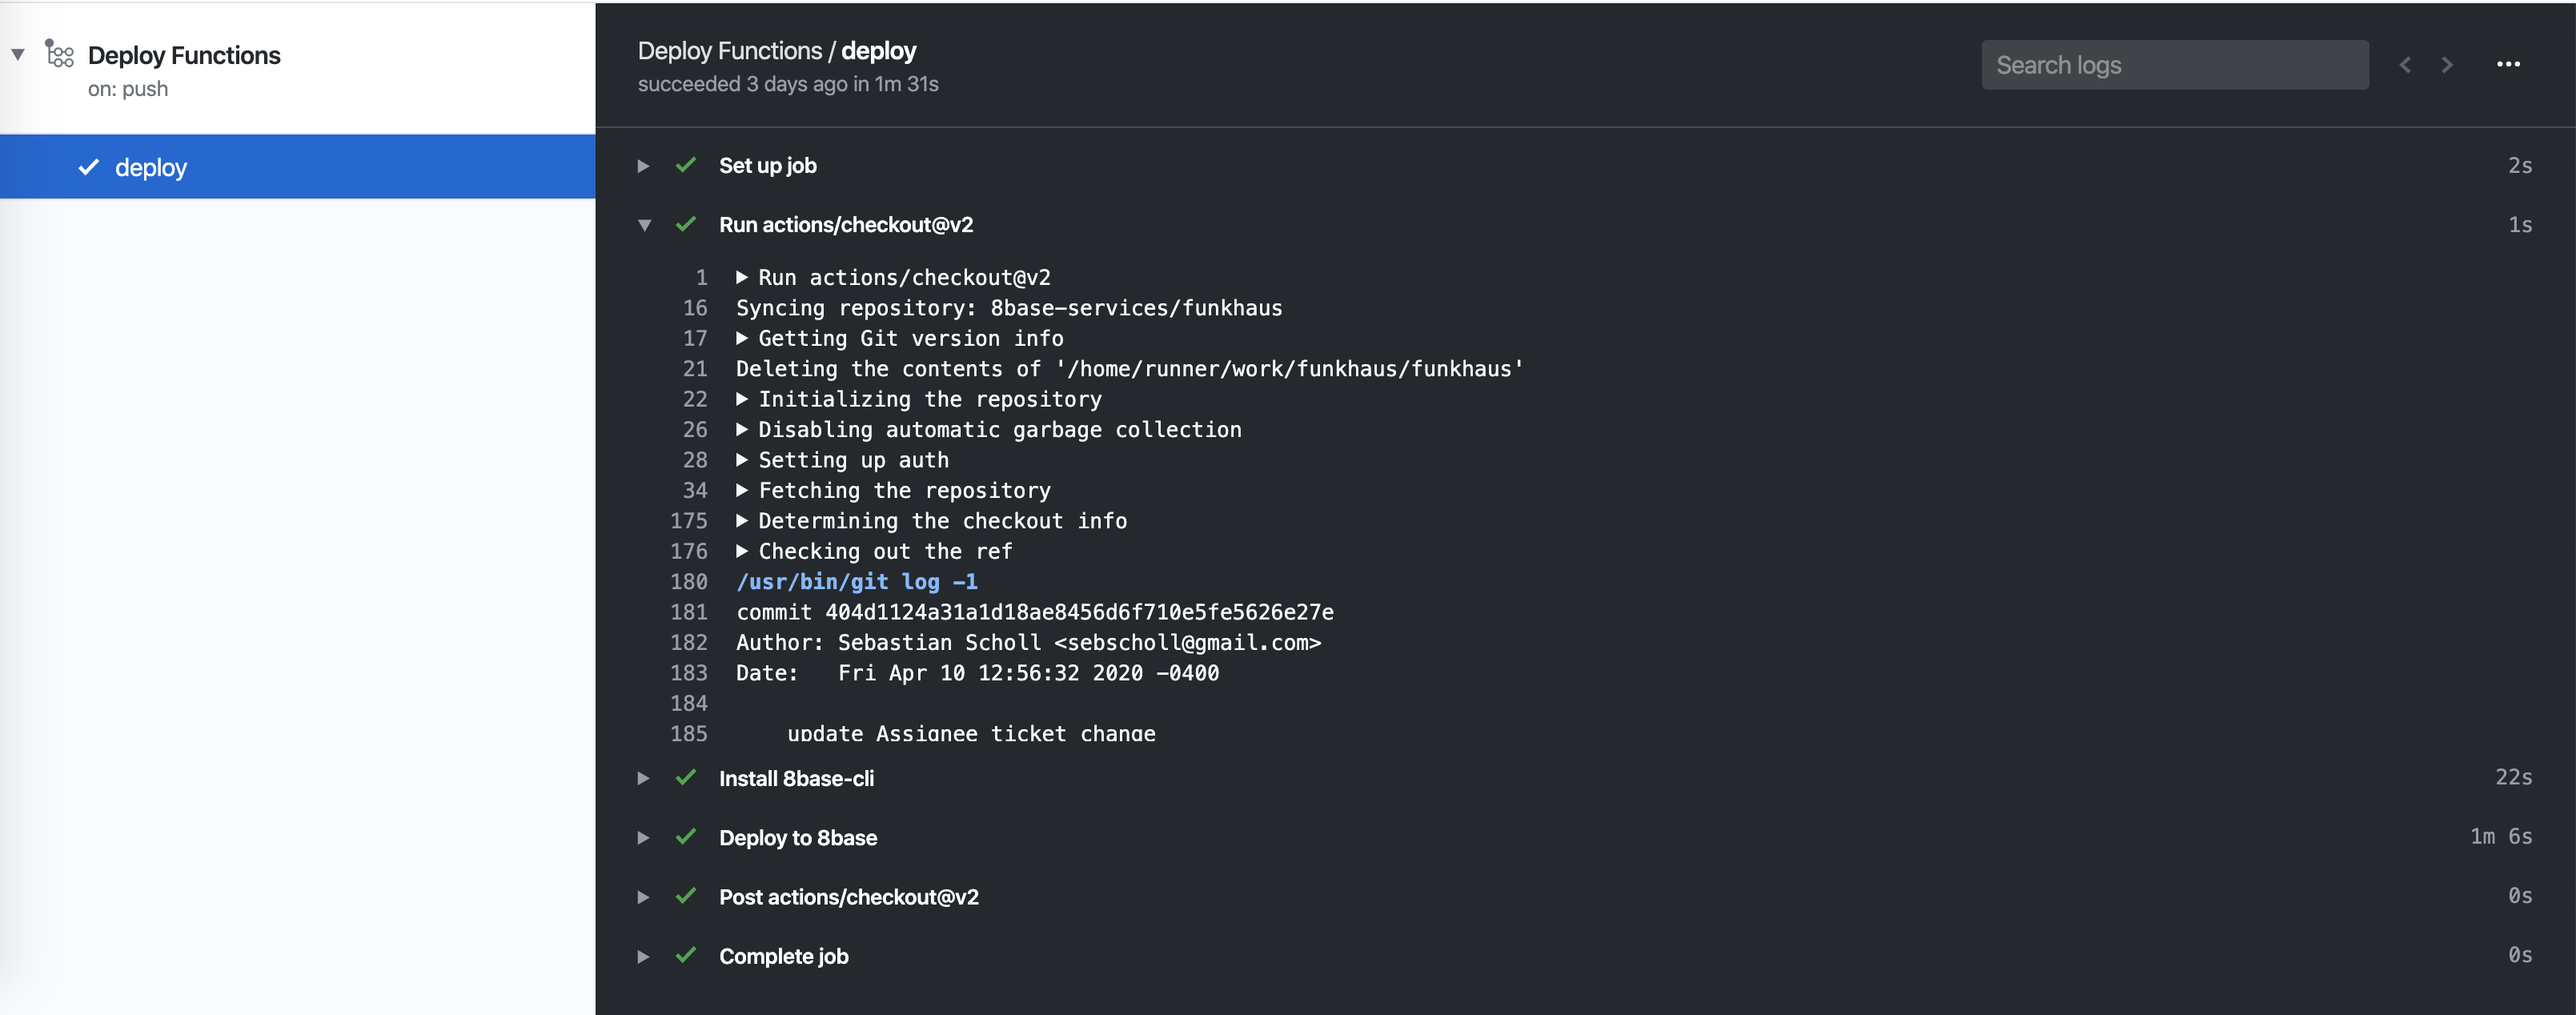 Deploy Functions
on: push
deploy
Deploy Functions / deploy
succeeded 3 days ago in 1m 31s
Search logs
Set up job 2s
Run actions/checkout@v2 1s
1 Run actions/checkout@v2
16 Syncing repository: 8base-services/funkhaus
17 Getting Git version info
21 Deleting the contents of '/home/runner/work/funkhaus/funkhaus'
22 Initializing the repository
26 Disabling automatic garbage collection
28 Setting up auth
34 Fetching the repository
175 Determining the checkout info
176 Checking out the ref
180 /usr/bin/git log -1
181 commit 404d1124a31a1d18ae8456d6f710e5fe5626e27e
182 Author: Sebastian Scholl <sebscholl@gmail.com>
183 Date:   Fri Apr 10 12:56:32 2020 -0400
184
185 update Assignee ticket change
Install 8base-cli 22s
Deploy to 8base 1m 6s
Post actions/checkout@v2 0s
Complete job 0s